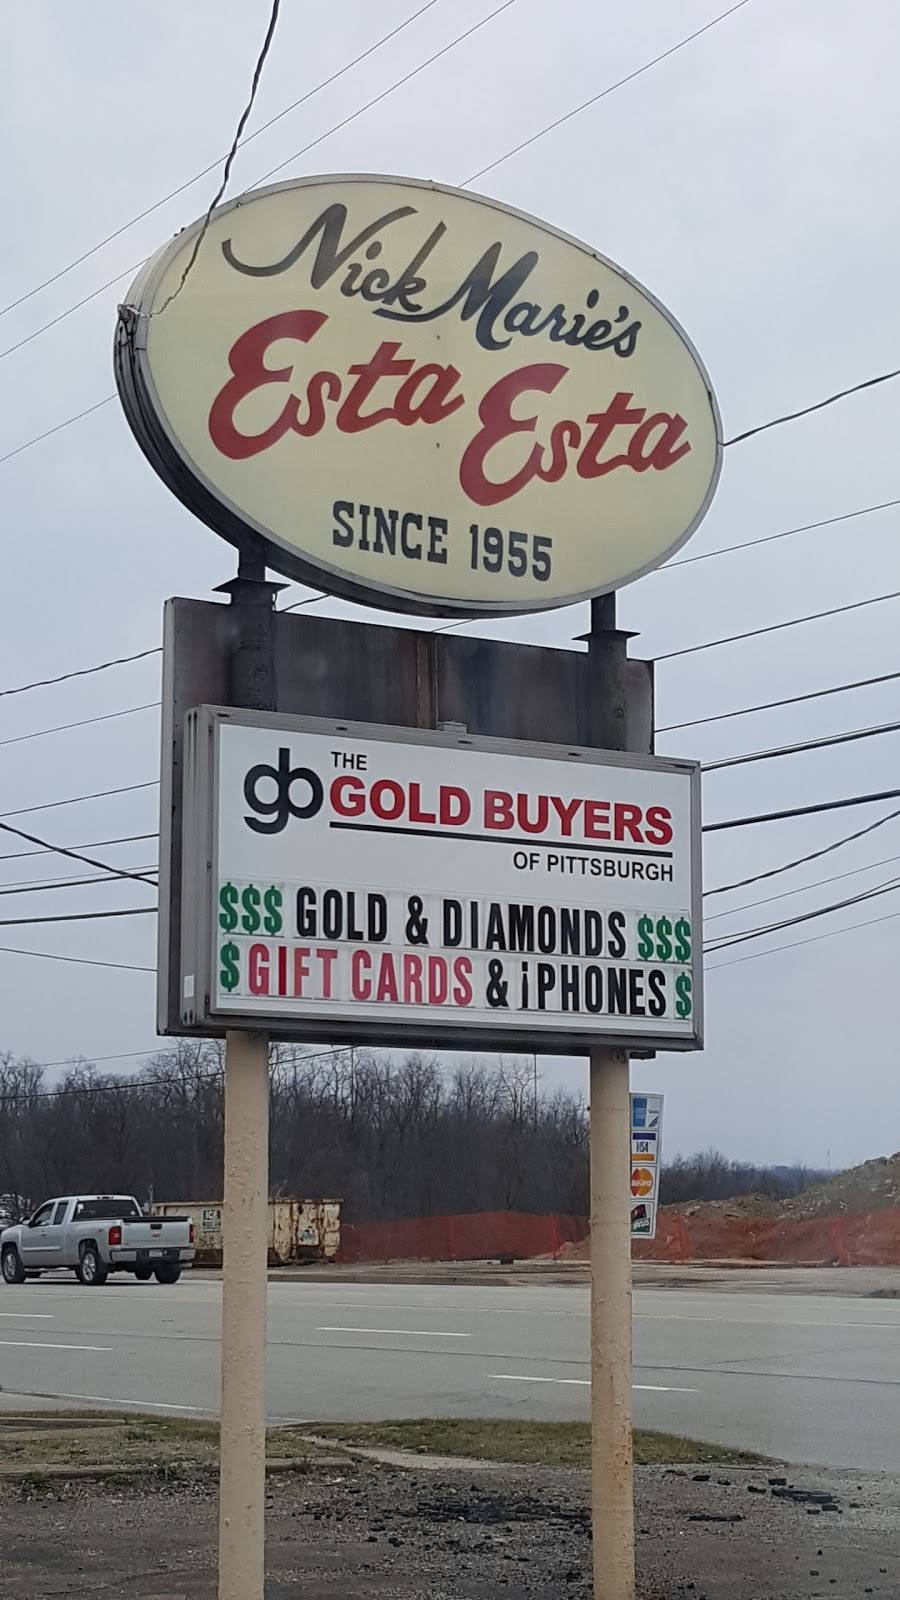 Nick Marie's
Esta Esta
SINCE 1955
gb THE
GOLD BUYERS
OF PITTSBURGH
$$$ GOLD & DIAMONDS $$$
$ GIFT CARDS & iPHONES $
VISA